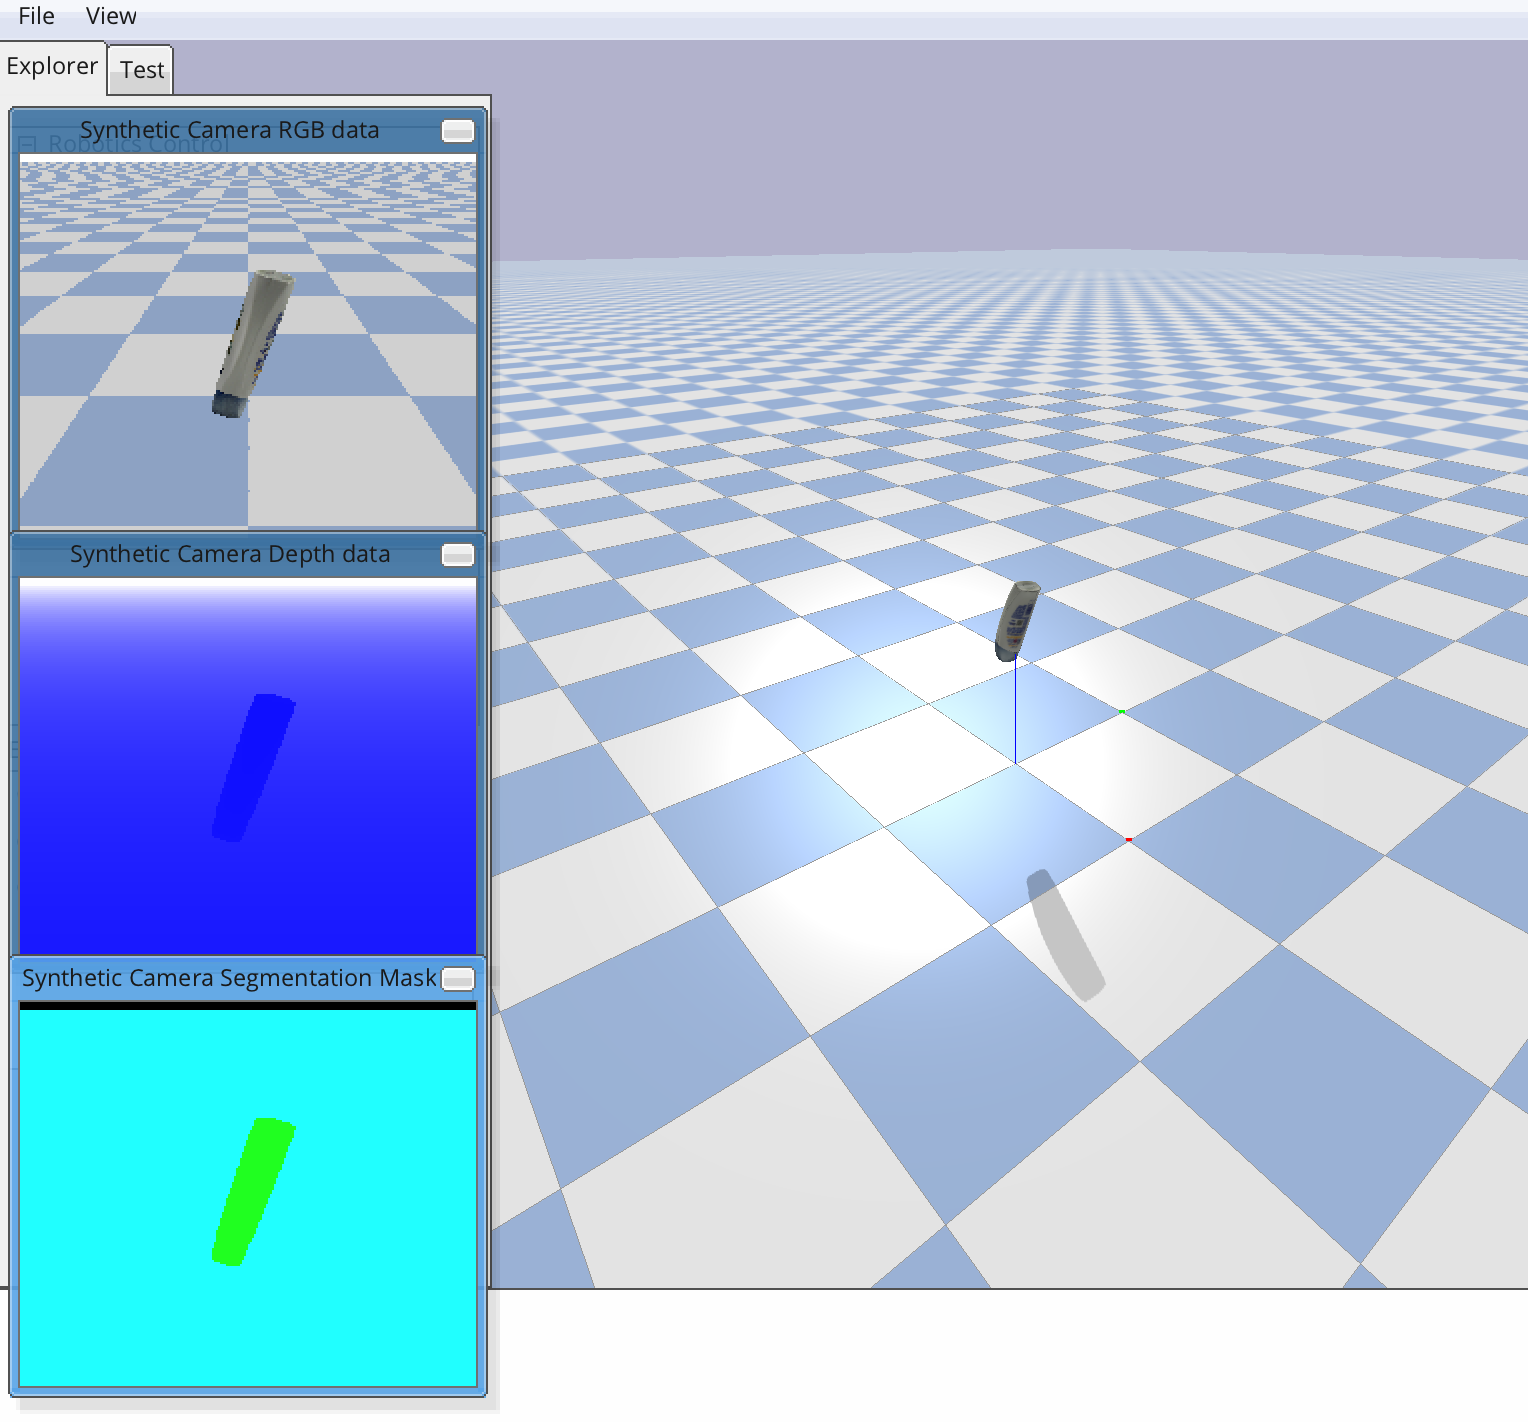 File View
Explorer Test
Synthetic Camera RGB data
Robotics Control
Synthetic Camera Depth data
Synthetic Camera Segmentation Mask